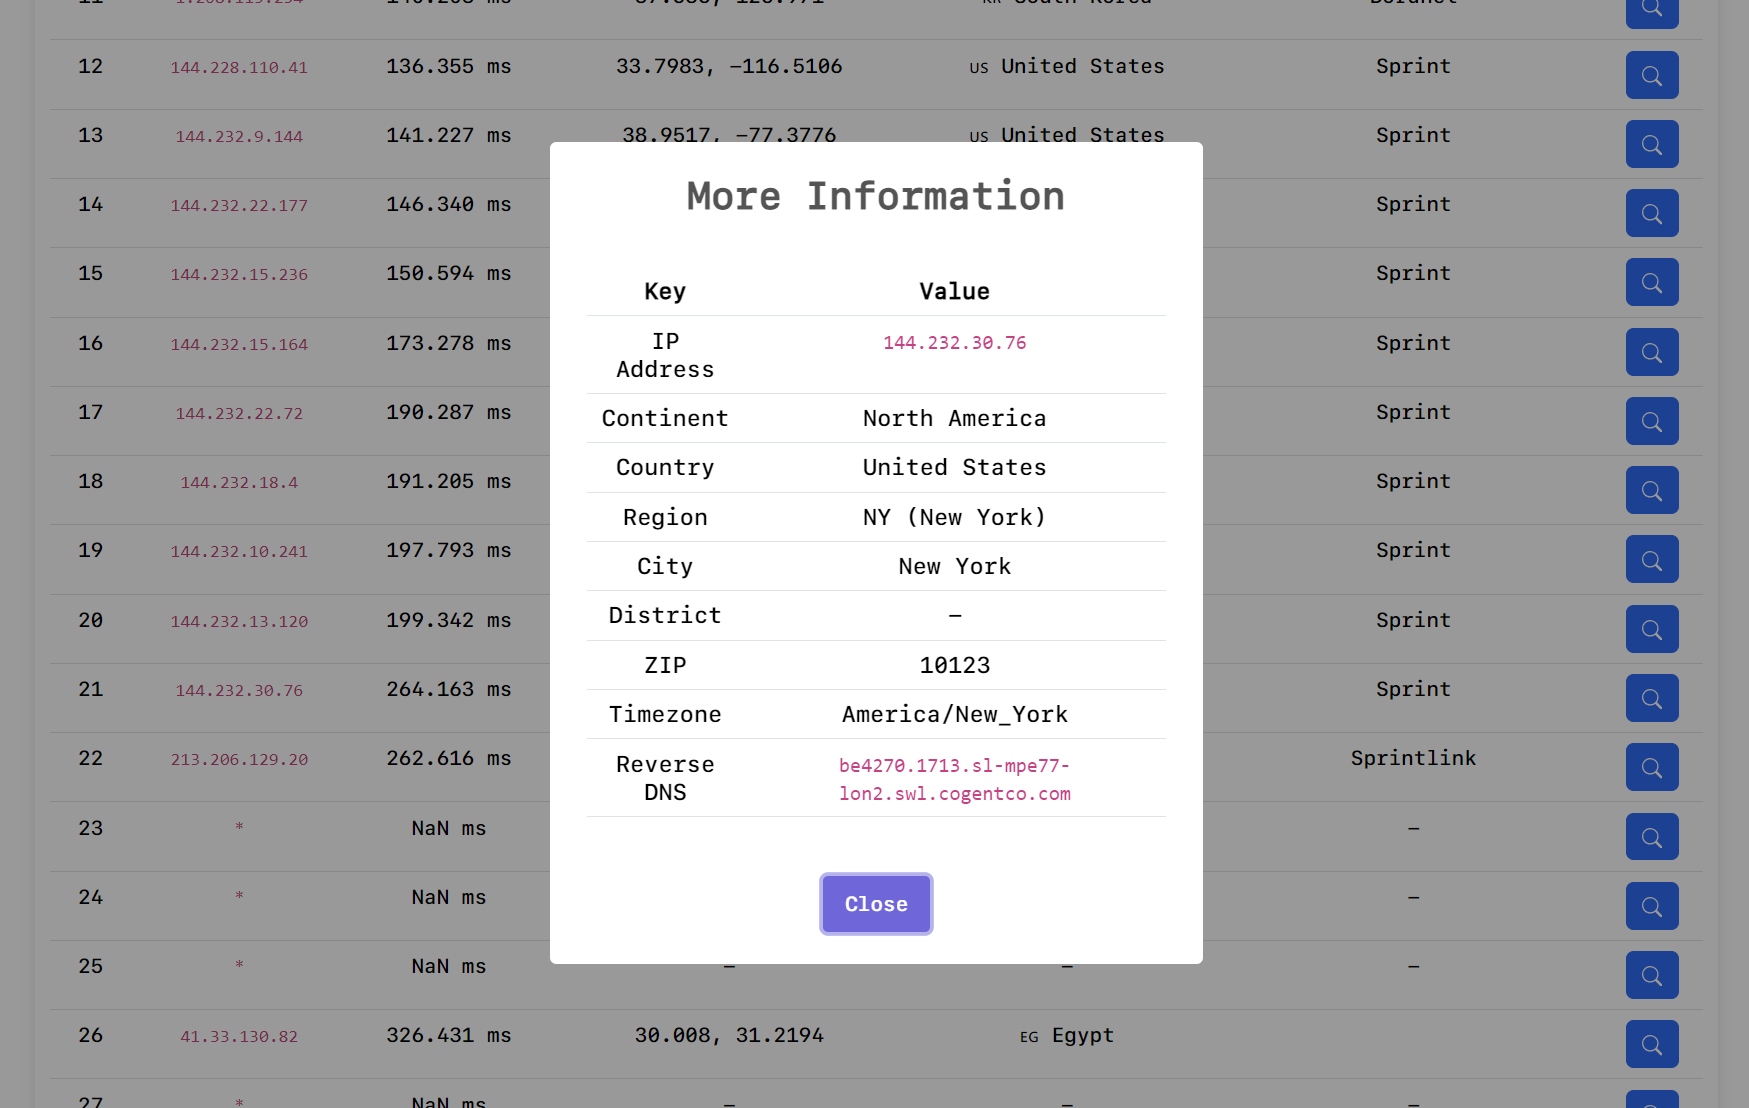 12 144.228.110.41 136.355 ms 33.7983, -116.5106 US United States Sprint
13 144.232.9.144 141.227 ms 38.9517, -77.3776 US United States Sprint
14 144.232.22.177 146.340 ms Sprint
15 144.232.15.236 150.594 ms Sprint
16 144.232.15.164 173.278 ms Sprint
17 144.232.22.72 190.287 ms Sprint
18 144.232.18.4 191.205 ms Sprint
19 144.232.10.241 197.793 ms Sprint
20 144.232.13.120 199.342 ms Sprint
21 144.232.30.76 264.163 ms Sprint
22 213.206.129.20 262.616 ms Sprintlink
23 * NaN ms -
24 * NaN ms -
25 * NaN ms - - -
26 41.33.130.82 326.431 ms 30.008, 31.2194 EG Egypt
27 * NaN ms - - -
More Information
Key Value
IP
Address 144.232.30.76
Continent North America
Country United States
Region NY (New York)
City New York
District -
ZIP 10123
Timezone America/New_York
Reverse be4270.1713.sl-mpe77-
DNS lon2.swl.cogentco.com
Close